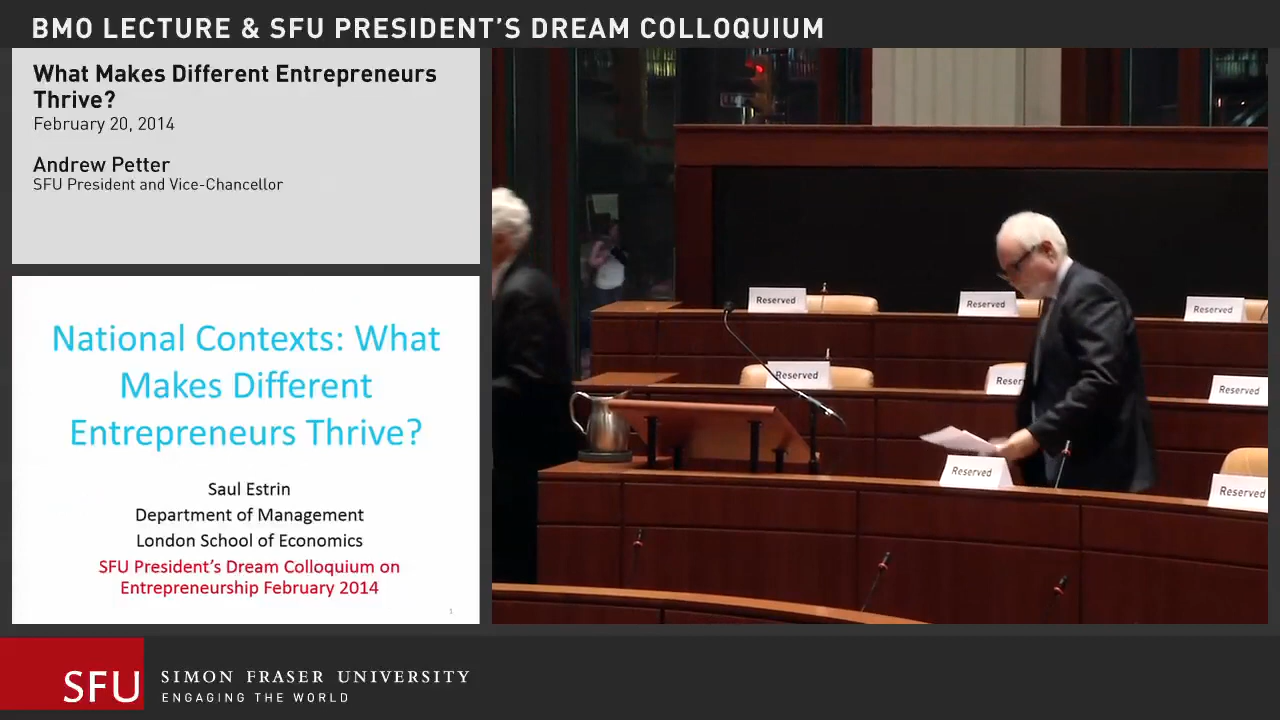 BMO LECTURE & SFU PRESIDENT'S DREAM COLLOQUIUM
What Makes Different Entrepreneurs
Thrive?
February 20, 2014
Andrew Petter
SFU President and Vice-Chancellor
National Contexts: What
Makes Different
Entrepreneurs Thrive?
Saul Estrin
Department of Management
London School of Economics
SFU President's Dream Colloquium on
Entrepreneurship February 2014
1
Reserved
Reserved
Reserved
Reserved
Reser
Reserved
Reserved
Reserved
SFU
SIMON FRASER UNIVERSITY
ENGAGING THE WORLD